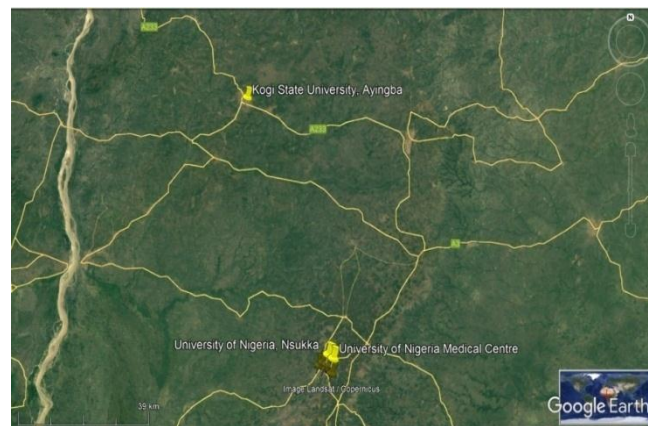 A233
N
Kogi State University, Ayingba
A233
A3
University of Nigeria, Nsukka
University of Nigeria Medical Centre
Image Landsat / Copernicus
39 km
Google Earth